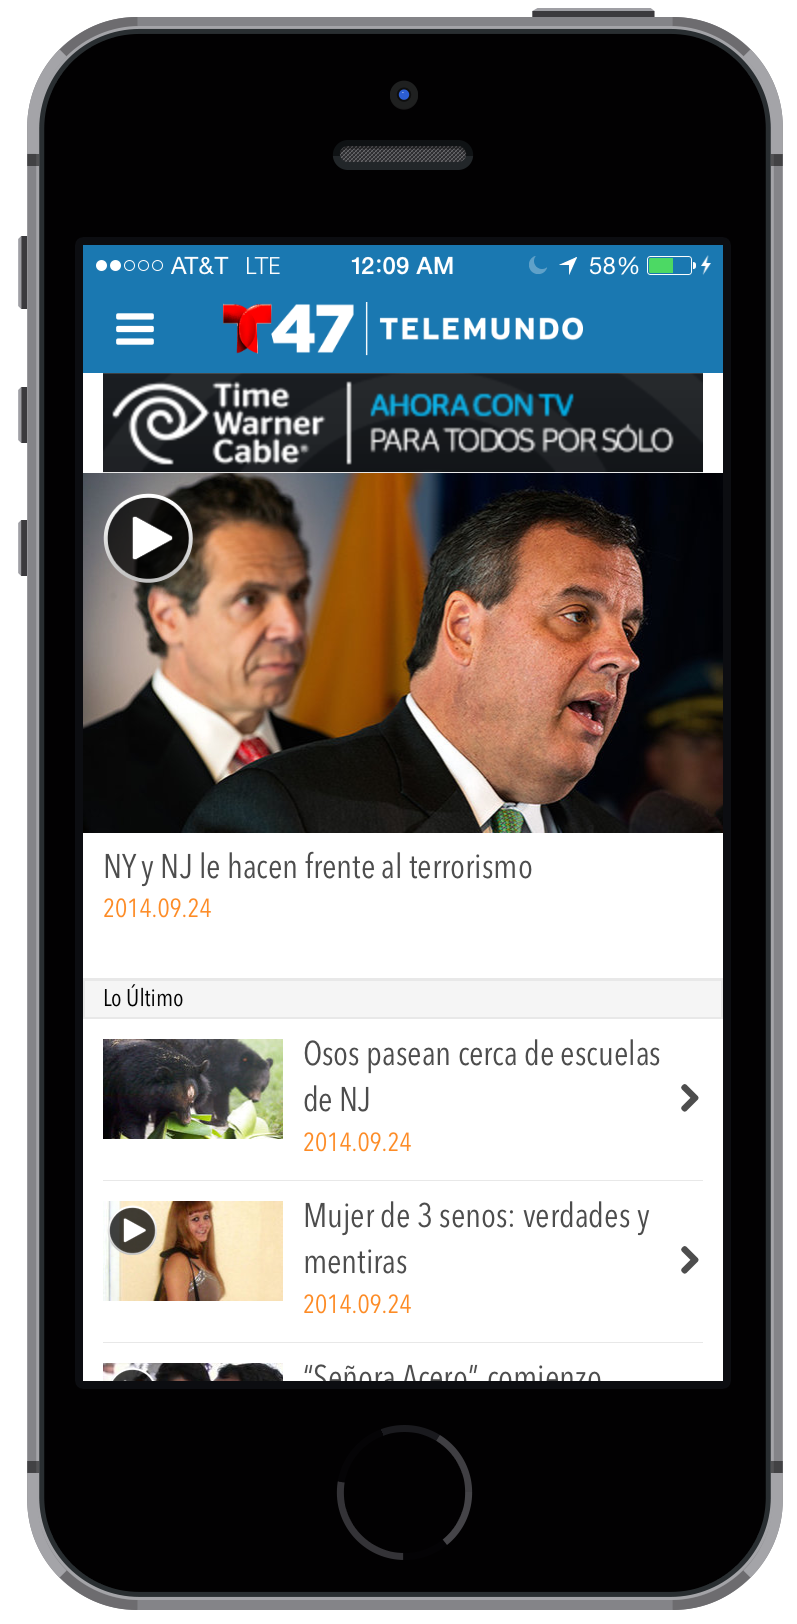 AT&T LTE 12:09 AM 58%
T47 | TELEMUNDO
Time
Warner
Cable®
AHORA CON TV
PARA TODOS POR SÓLO
NY y NJ le hacen frente al terrorismo
2014.09.24
Lo Último
Osos pasean cerca de escuelas
de NJ
2014.09.24
Mujer de 3 senos: verdades y
mentiras
2014.09.24
“Señora Acero” comienzo